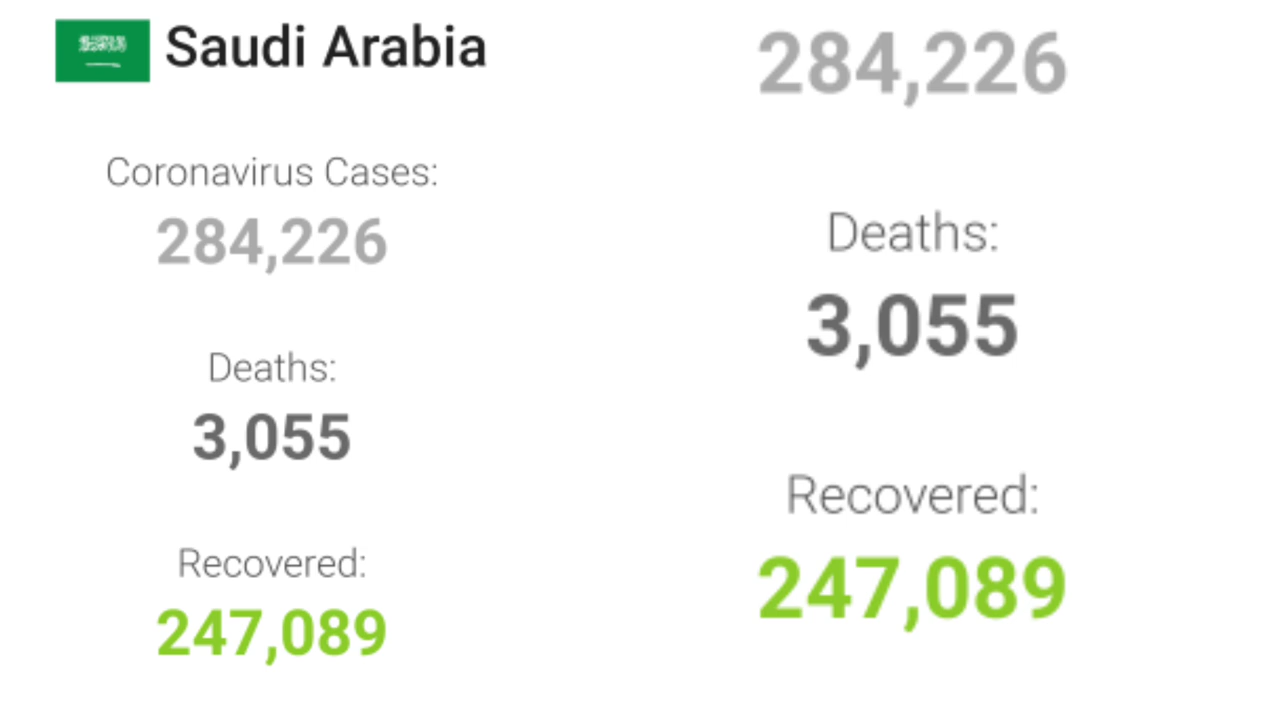 Saudi Arabia
Coronavirus Cases:
284,226
Deaths:
3,055
Recovered:
247,089
284,226
Deaths:
3,055
Recovered:
247,089